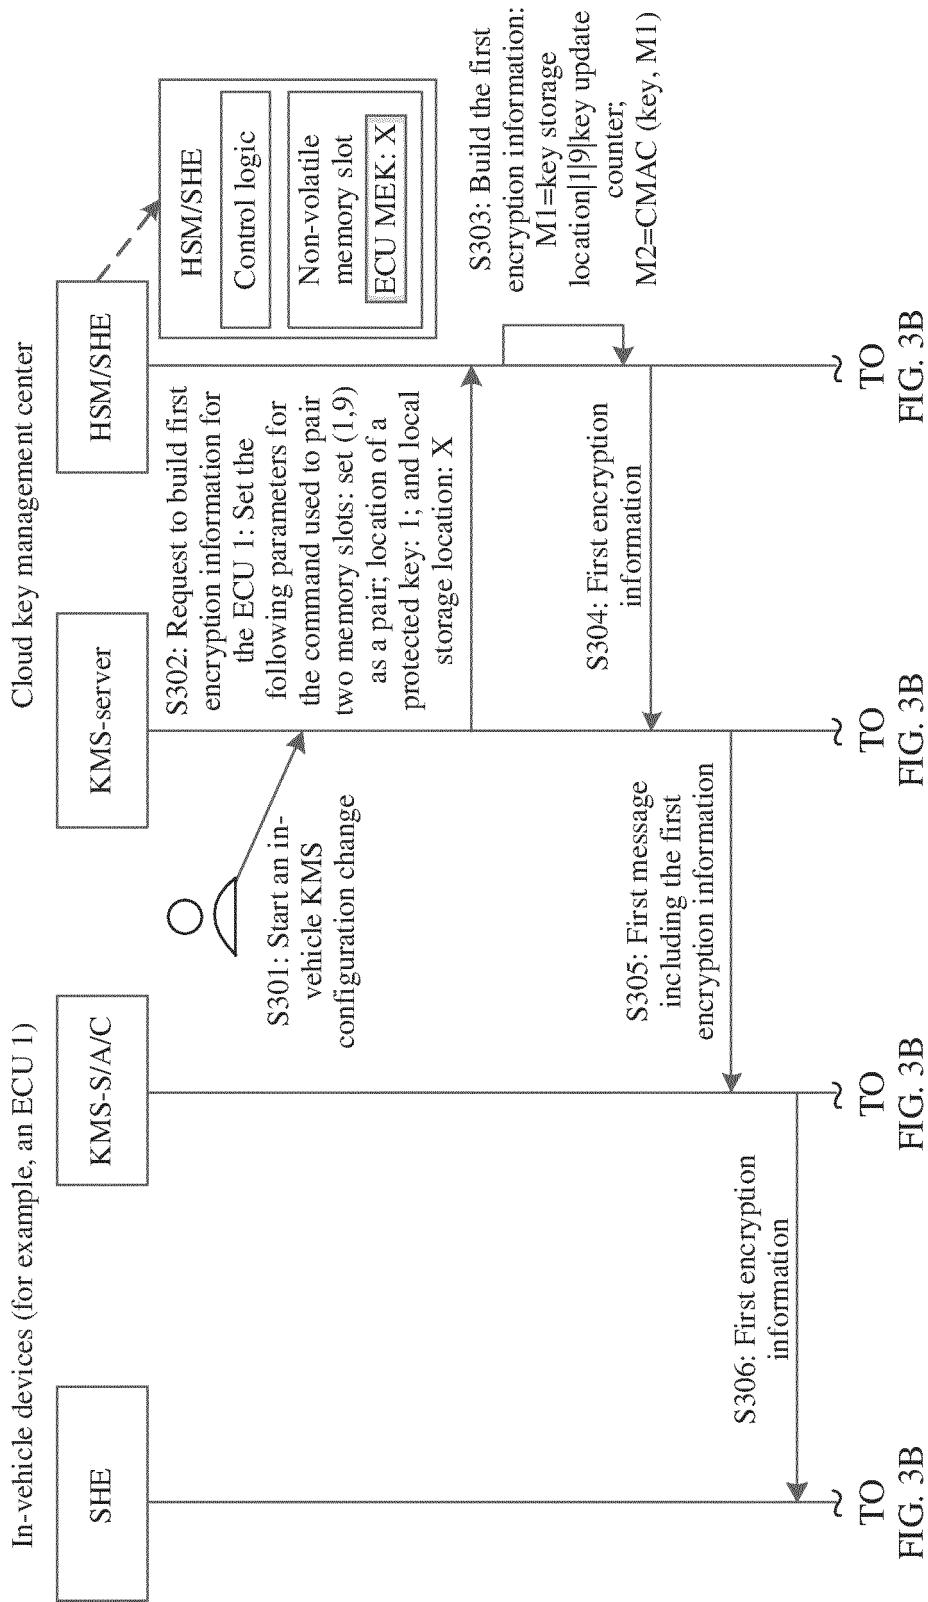 In-vehicle devices (for example, an ECU 1)
Cloud key management center
SHE
KMS-S/A/C
KMS-server
HSM/SHE
HSM/SHE
Control logic
Non-volatile
memory slot
ECU MEK: X
S301: Start an in-
vehicle KMS
configuration change
S302: Request to build first
encryption information for
the ECU 1: Set the
following parameters for
the command used to pair
two memory slots: set (1,9)
as a pair; location of a
protected key: 1; and local
storage location: X
S303: Build the first
encryption information:
M1=key storage
location|1|9|key update
counter;
M2=CMAC (key, M1)
S304: First encryption
information
S305: First message
including the first
encryption information
S306: First encryption
information
TO
FIG. 3B
TO
FIG. 3B
TO
FIG. 3B
TO
FIG. 3B